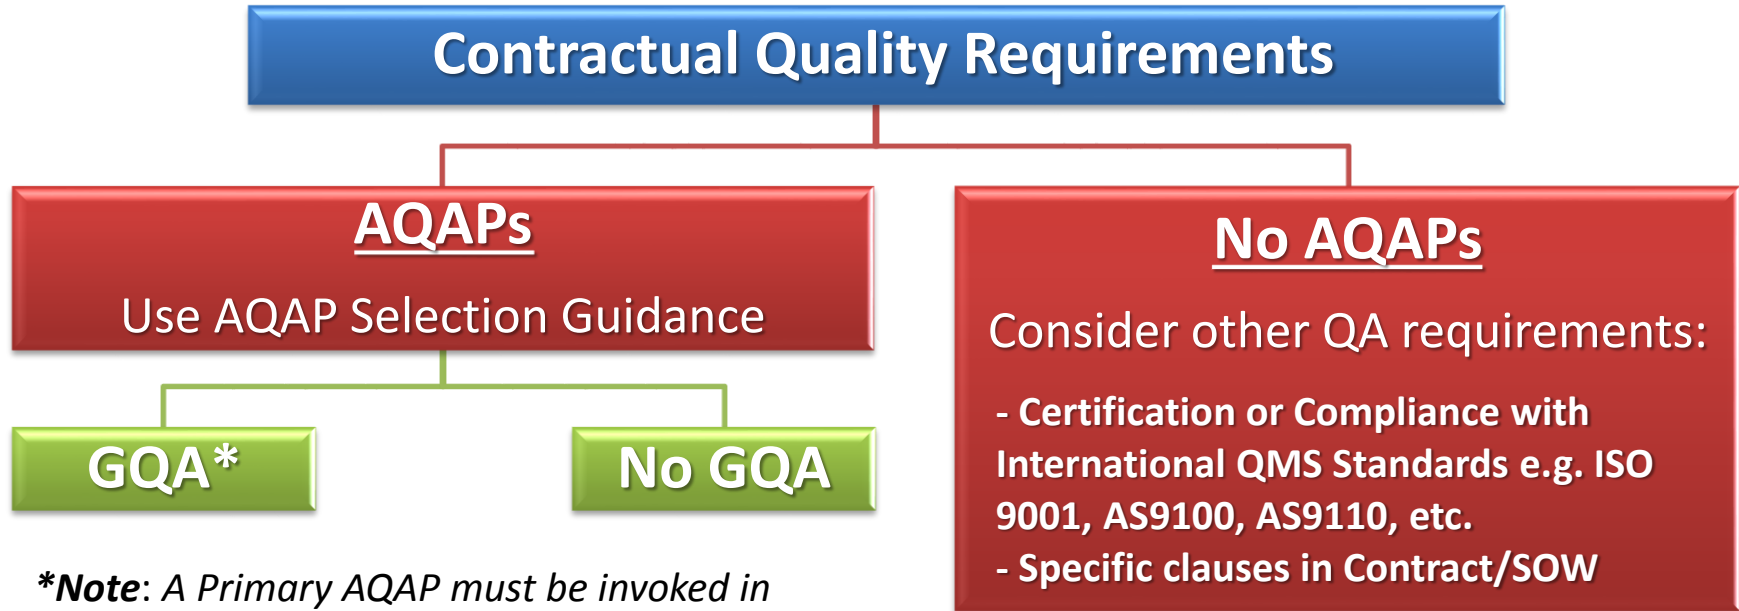 Contractual Quality Requirements
AQAPs
Use AQAP Selection Guidance
GQA*
No GQA
*Note: A Primary AQAP must be invoked in
No AQAPs
Consider other QA requirements:
- Certification or Compliance with
International QMS Standards e.g. ISO
9001, AS9100, AS9110, etc.
- Specific clauses in Contract/SOW